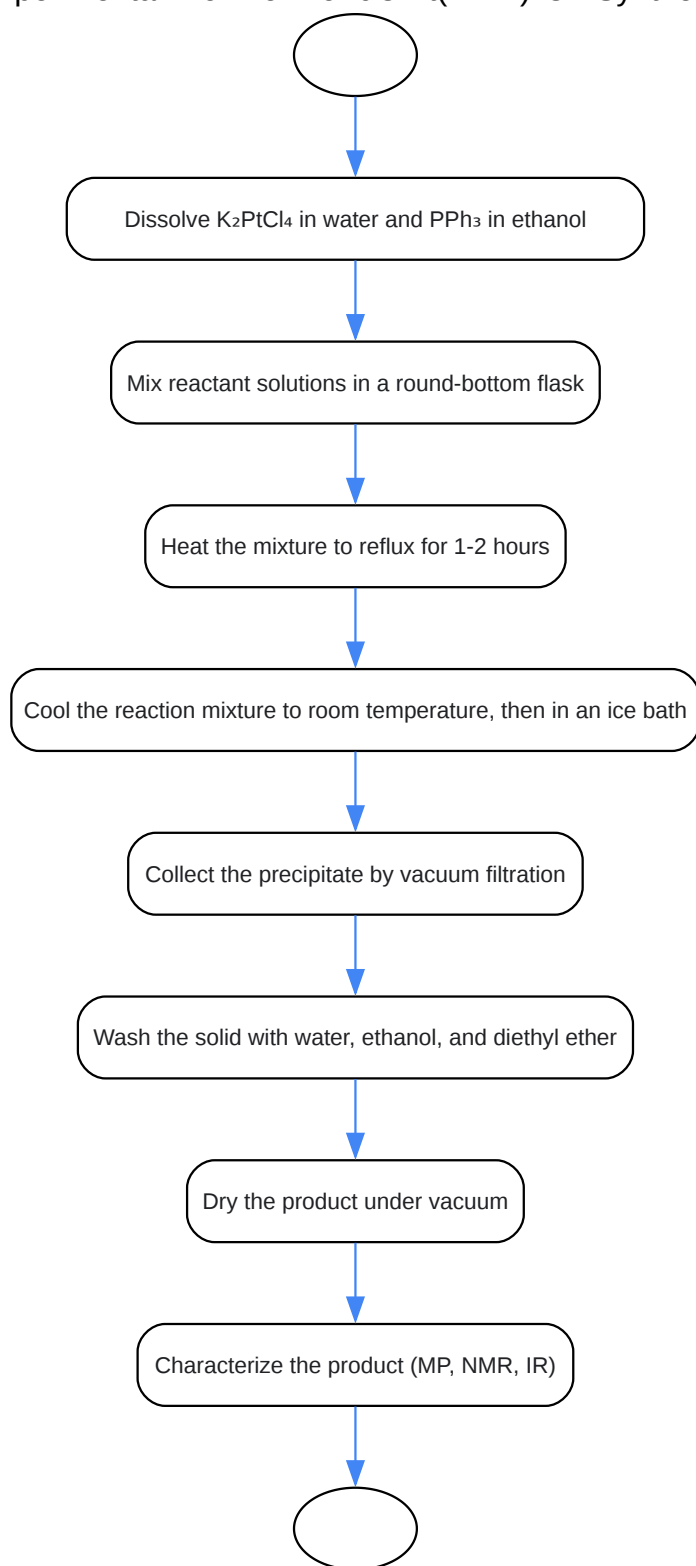 Dissolve K₂PtCl₄ in water and PPh₃ in ethanol
Mix reactant solutions in a round-bottom flask
Heat the mixture to reflux for 1-2 hours
Cool the reaction mixture to room temperature, then in an ice bath
Collect the precipitate by vacuum filtration
Wash the solid with water, ethanol, and diethyl ether
Dry the product under vacuum
Characterize the product (MP, NMR, IR)